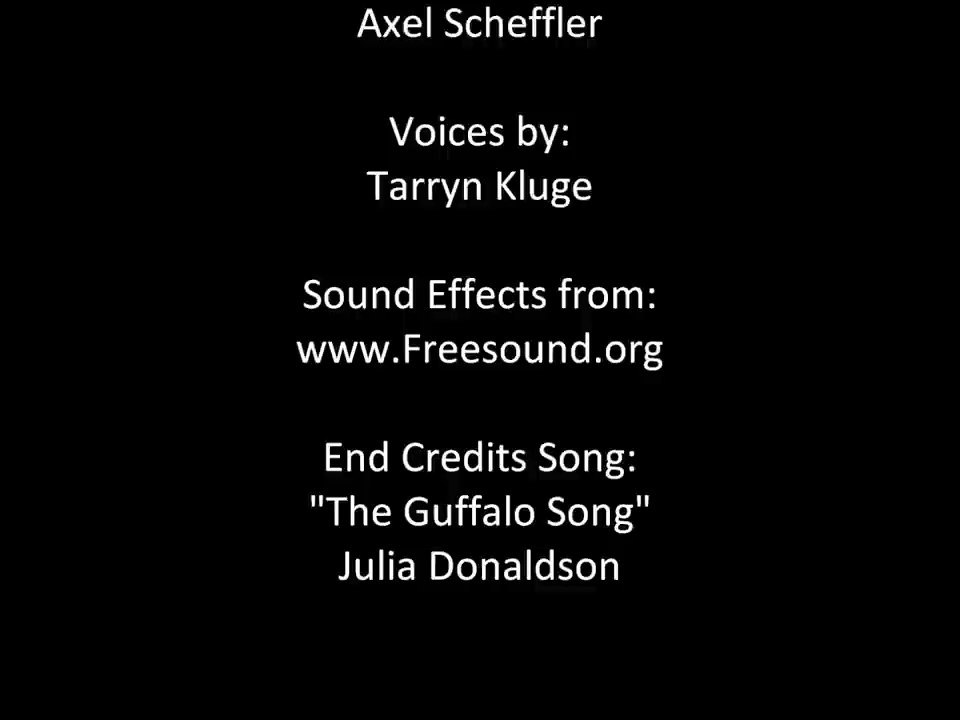 Axel Scheffler
Voices by:
Tarryn Kluge
Sound Effects from:
www.Freesound.org
End Credits Song:
"The Guffalo Song"
Julia Donaldson